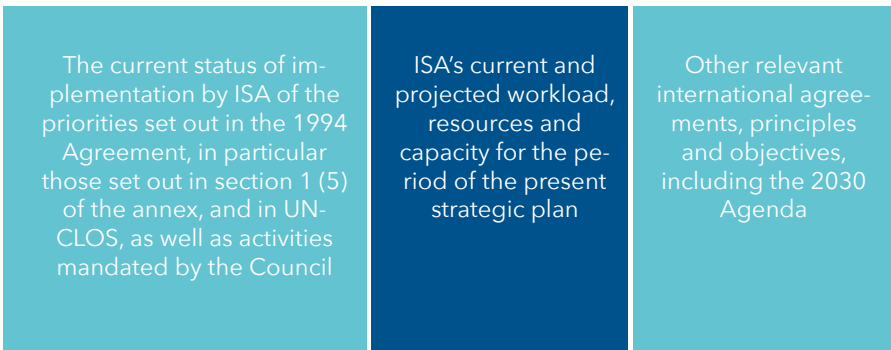 The current status of im-
plementation by ISA of the
priorities set out in the 1994
Agreement, in particular
those set out in section 1 (5)
of the annex, and in UN-
CLOS, as well as activities
mandated by the Council
ISA’s current and
projected workload,
resources and
capacity for the pe-
riod of the present
strategic plan
Other relevant
international agree-
ments, principles
and objectives,
including the 2030
Agenda